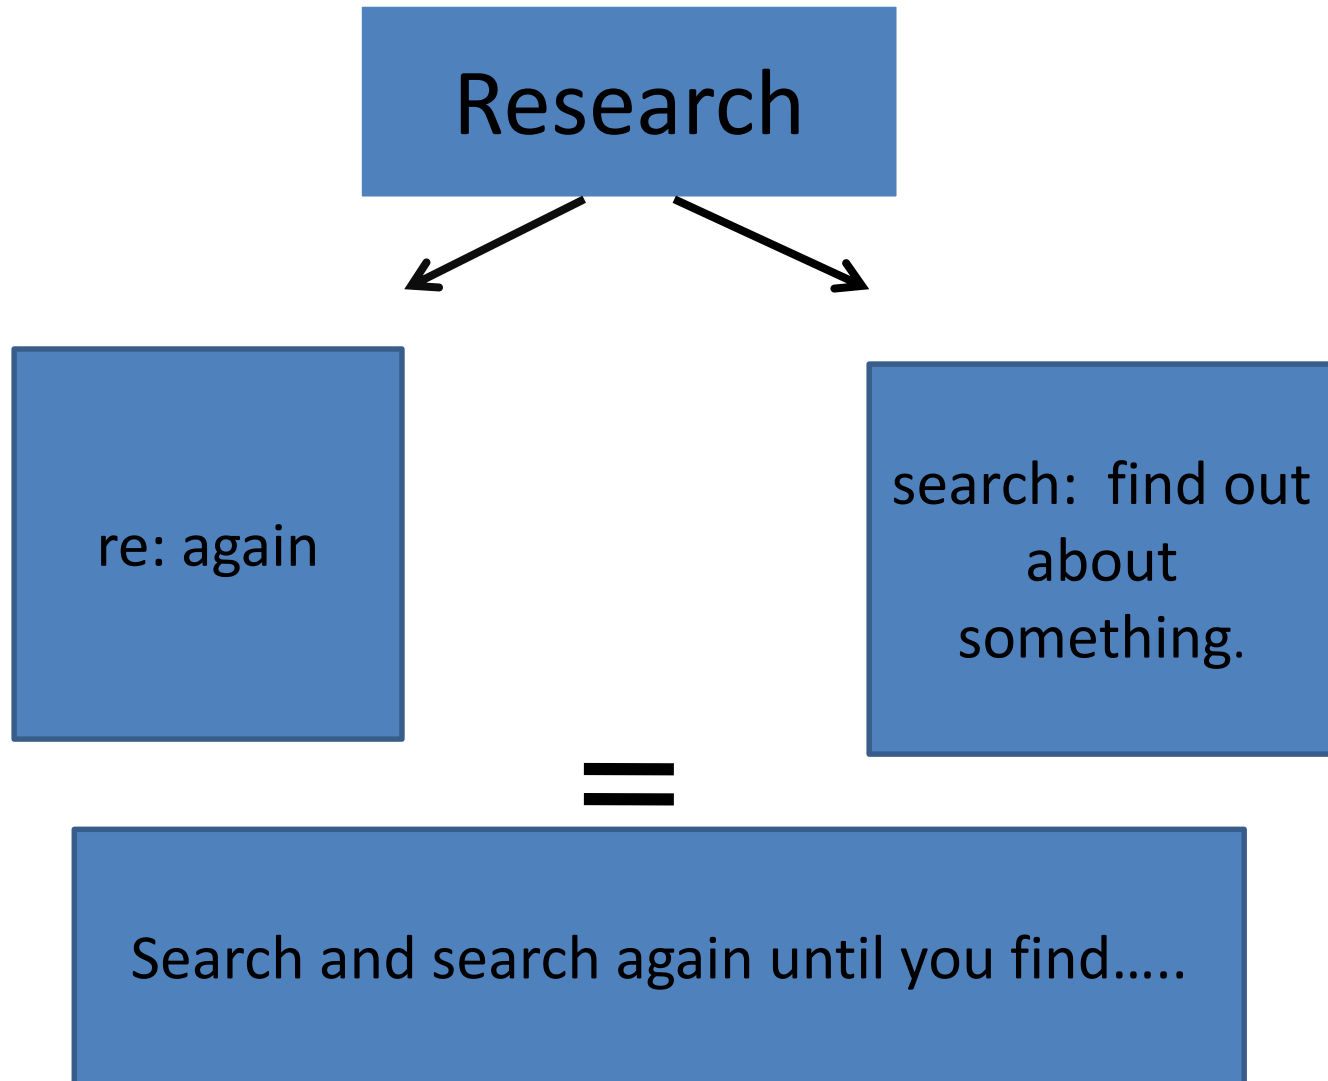 Research
re: again
search:  find out
about
something.
=
Search and search again until you find.....